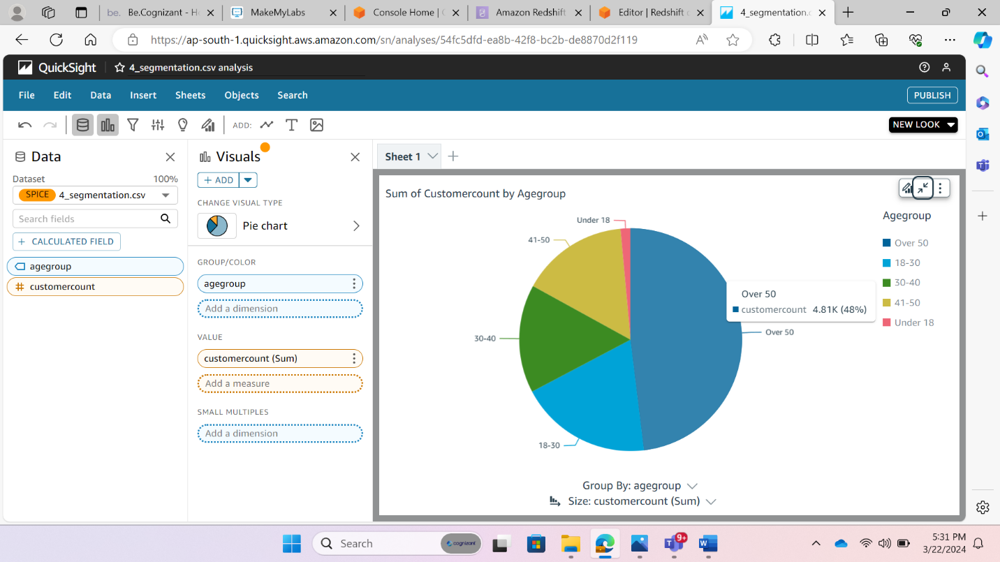 be. Be.Cognizant - H
MakeMyLabs
Console Home |
Amazon Redshift
Editor | Redshift
4_segmentation.c
https://ap-south-1.quicksight.aws.amazon.com/sn/analyses/54fc5dfd-ea8b-42f8-bc2b-de8870d2f119
QuickSight
4_segmentation.csv analysis
File Edit Data Insert Sheets Objects Search
PUBLISH
ADD:
NEW LOOK
Data
Dataset 100%
SPICE 4_segmentation.csv
Search fields
+ CALCULATED FIELD
agegroup
# customercount
Visuals
+ ADD
CHANGE VISUAL TYPE
Pie chart
GROUP/COLOR
agegroup
Add a dimension
VALUE
customercount (Sum)
Add a measure
SMALL MULTIPLES
Add a dimension
Sheet 1
Sum of Customercount by Agegroup
Under 18
41-50
30-40
18-30
Over 50
Over 50
customercount 4.81K (48%)
Agegroup
Over 50
18-30
30-40
41-50
Under 18
Group By: agegroup
Size: customercount (Sum)
Search
cognizant
9+
5:31 PM
3/22/2024